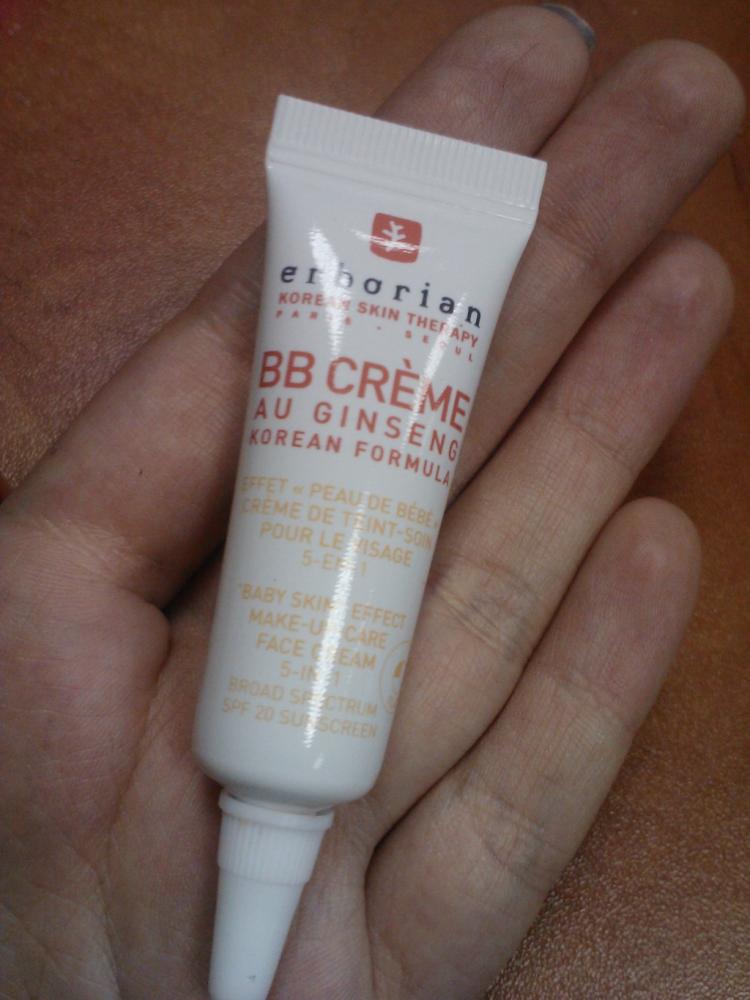 erborian
KOREAN SKIN THERAPY
PARIS - SEOUL
BB CRÈME
AU GINSENG
KOREAN FORMULA
EFFET « PEAU DE BÉBÉ »
CRÈME DE TEINT-SOIN
POUR LE VISAGE
5-EN-1
"BABY SKIN" EFFECT
MAKE-UP CARE
FACE CREAM
5-IN-1
BROAD SPECTRUM
SPF 20 SUNSCREEN